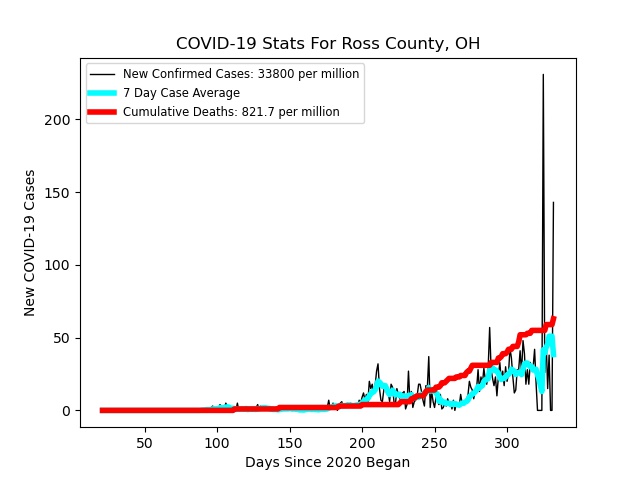 COVID-19 Stats For Ross County, OH
New Confirmed Cases: 33800 per million
7 Day Case Average
Cumulative Deaths: 821.7 per million
New COVID-19 Cases
200
150
100
50
0
50
100
150
200
250
300
Days Since 2020 Began